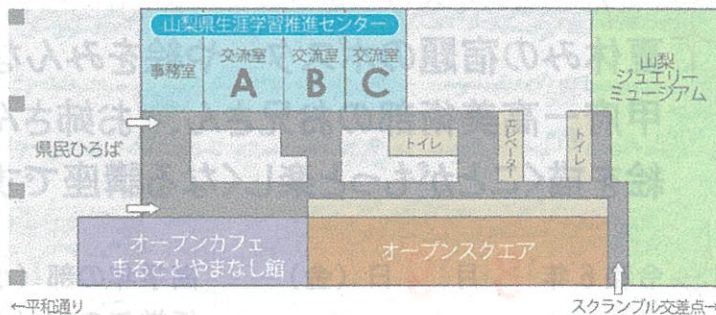 山梨県生涯学習推進センター
事務室
交流室
A
交流室
B
交流室
C
山梨
ジュエリー
ミュージアム
県民ひろば
トイレ
エレベーター
トイレ
オープンカフェ
まるごとやまなし館
オープンスクエア
←平和通り
スクランブル交差点→